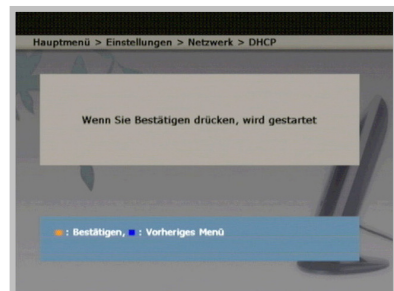 Hauptmenü > Einstellungen > Netzwerk > DHCP
Wenn Sie Bestätigen drücken, wird gestartet
: Bestätigen, : Vorheriges Menü